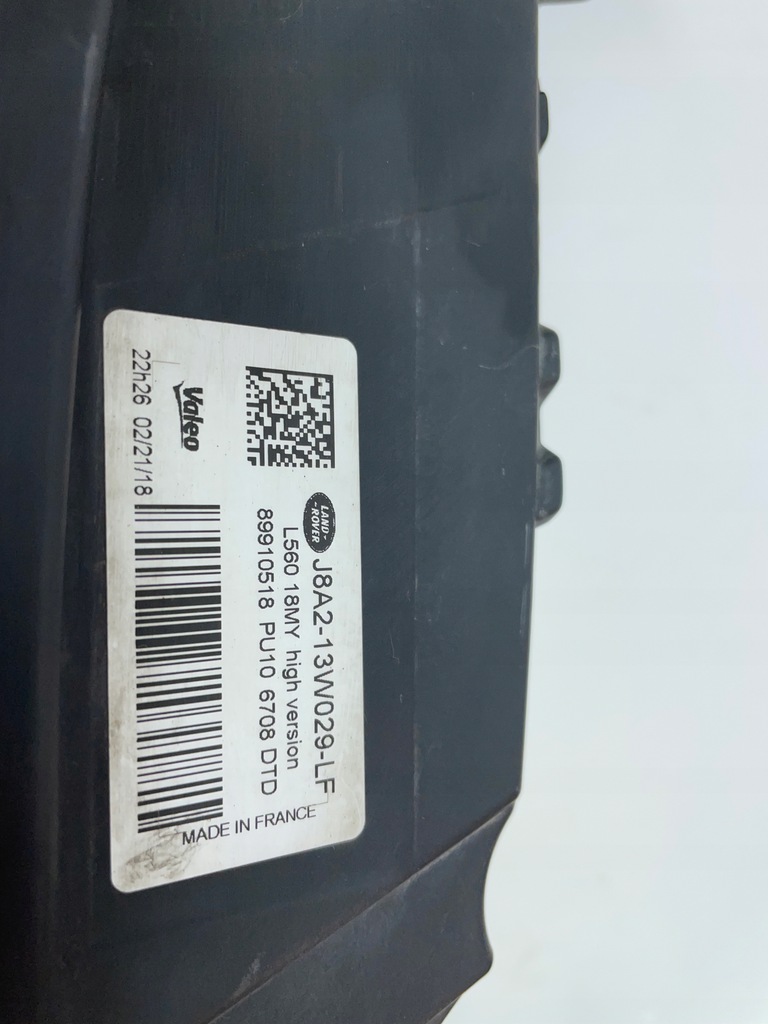 LAND-
-ROVER
J8A2-13W029-LF
L560 18MY high version
89910518 PU10 6708 DTD
Valeo
22h26 02/21/18
MADE IN FRANCE